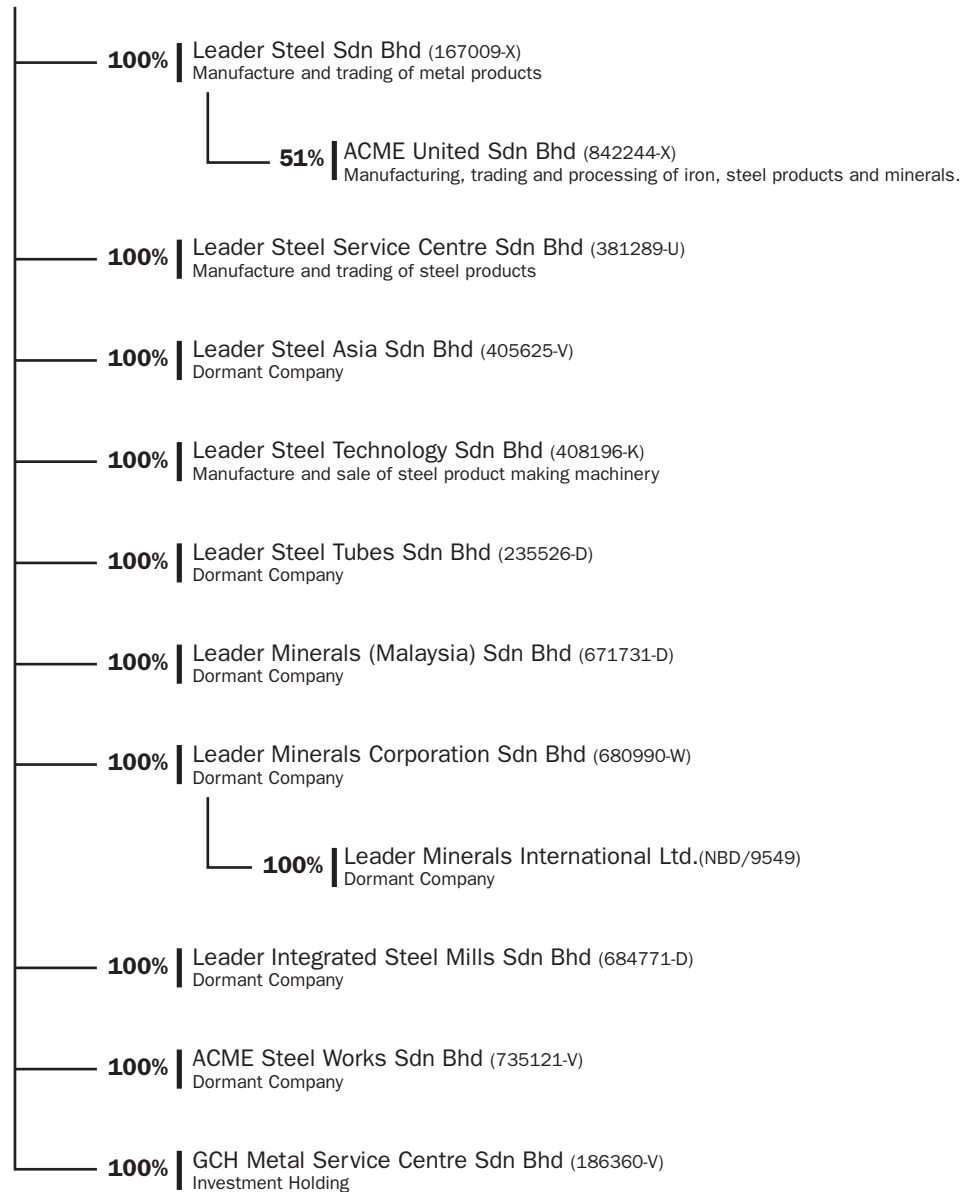 100% Leader Steel Sdn Bhd (167009-X)
Manufacture and trading of metal products
51% ACME United Sdn Bhd (842244-X)
Manufacturing, trading and processing of iron, steel products and minerals.
100% Leader Steel Service Centre Sdn Bhd (381289-U)
Manufacture and trading of steel products
100% Leader Steel Asia Sdn Bhd (405625-V)
Dormant Company
100% Leader Steel Technology Sdn Bhd (408196-K)
Manufacture and sale of steel product making machinery
100% Leader Steel Tubes Sdn Bhd (235526-D)
Dormant Company
100% Leader Minerals (Malaysia) Sdn Bhd (671731-D)
Dormant Company
100% Leader Minerals Corporation Sdn Bhd (680990-W)
Dormant Company
100% Leader Minerals International Ltd.(NBD/9549)
Dormant Company
100% Leader Integrated Steel Mills Sdn Bhd (684771-D)
Dormant Company
100% ACME Steel Works Sdn Bhd (735121-V)
Dormant Company
100% GCH Metal Service Centre Sdn Bhd (186360-V)
Investment Holding